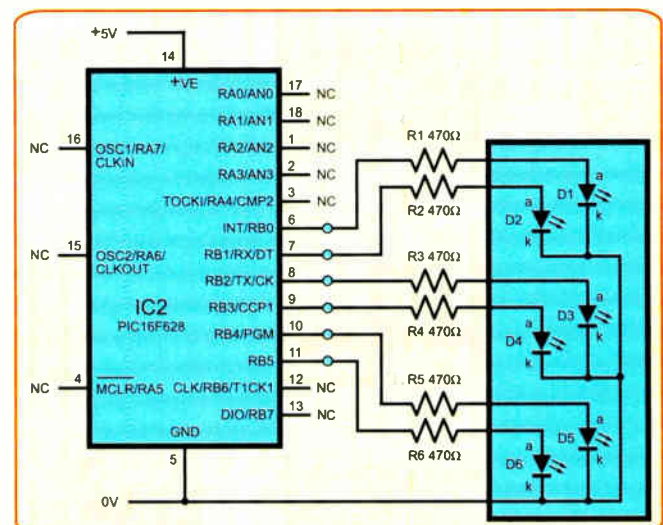 +5V
14
+VE
17 NC
RA0/AN0
18 NC
RA1/AN1
NC 16
OSC1/RA7/
CLKIN
1 NC
RA2/AN2
2 NC
RA3/AN3
3 NC
TOCKI/RA4/CMP2
6
INT/RB0
7
RB1/RX/DT
NC 15
OSC2/RA6/
CLKOUT
8
RB2/TX/CK
9
RB3/CCP1
IC2
PIC16F628
10
RB4/PGM
11
RB5
NC 4
MCLR/RA5
12 NC
CLK/RB6/T1CK1
13 NC
DIO/RB7
GND
5
0V
R1 470Ω
R2 470Ω
R3 470Ω
R4 470Ω
R5 470Ω
R6 470Ω
a
D1
k
a
D2
k
a
D3
k
a
D4
k
a
D5
k
a
D6
k